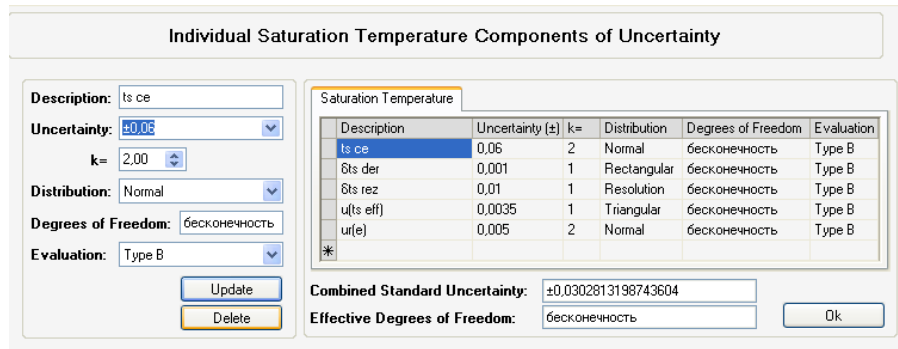 Individual Saturation Temperature Components of Uncertainty
Description: ts ce
Uncertainty: ±0,06
k= 2,00
Distribution: Normal
Degrees of Freedom: бесконечность
Evaluation: Type B
Update
Delete
Saturation Temperature
Description Uncertainty (±) k= Distribution Degrees of Freedom Evaluation
ts ce 0,06 2 Normal бесконечность Type B
δts der 0,001 1 Rectangular бесконечность Type B
δts rez 0,01 1 Resolution бесконечность Type B
u(ts eff) 0,0035 1 Triangular бесконечность Type B
ur(e) 0,005 2 Normal бесконечность Type B
Combined Standard Uncertainty: ±0,0302813198743604
Effective Degrees of Freedom: бесконечность
Ok